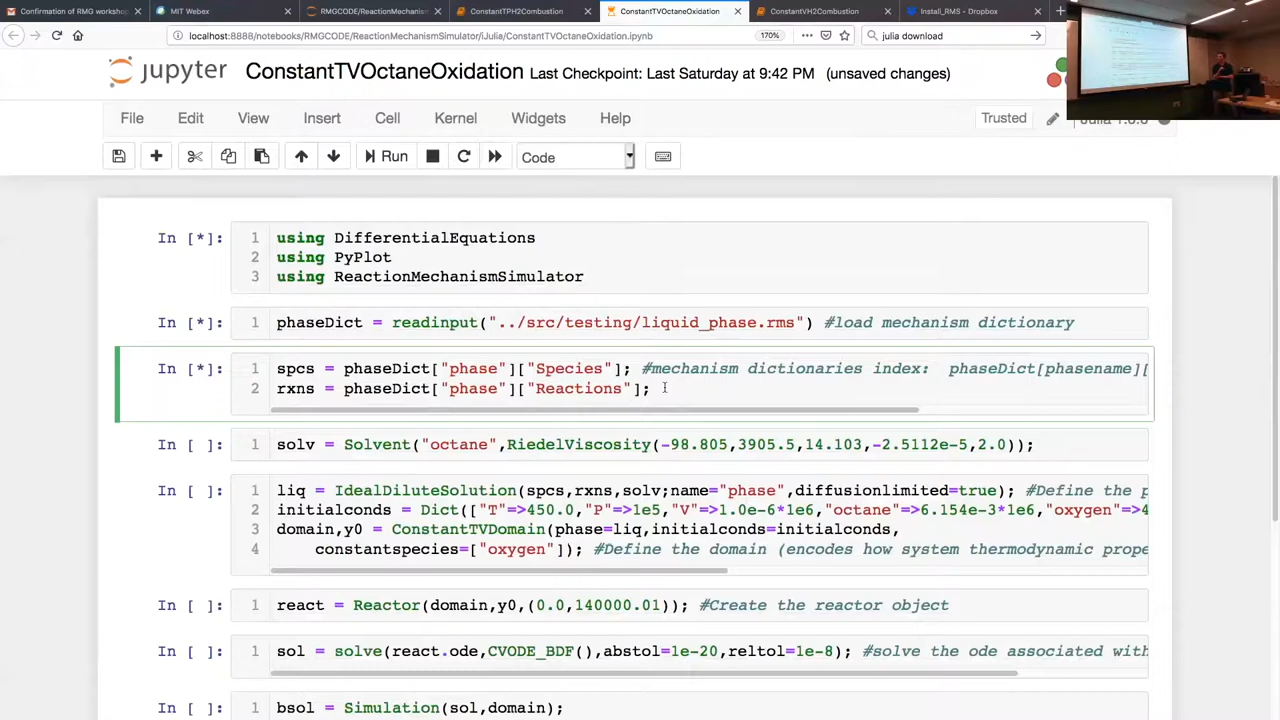 Confirmation of RMG workshop
MIT Webex
RMGCODE/ReactionMechanism
ConstantTPH2Combustion
ConstantTVOctaneOxidation
ConstantVH2Combustion
Install_RMS - Dropbox
localhost:8888/notebooks/RMGCODE/ReactionMechanismSimulator/iJulia/ConstantTVOctaneOxidation.ipynb
170%
julia download
jupyter ConstantTVOctaneOxidation Last Checkpoint: Last Saturday at 9:42 PM (unsaved changes)
File Edit View Insert Cell Kernel Widgets Help
Trusted
Run
Code
In [*]: 1 using DifferentialEquations
2 using PyPlot
3 using ReactionMechanismSimulator
In [*]: 1 phaseDict = readinput("../src/testing/liquid_phase.rms") #load mechanism dictionary
In [*]: 1 spcs = phaseDict["phase"]["Species"]; #mechanism dictionaries index: phaseDict[phasename][
2 rxns = phaseDict["phase"]["Reactions"];
In [ ]: 1 solv = Solvent("octane",RiedelViscosity(-98.805,3905.5,14.103,-2.5112e-5,2.0));
In [ ]: 1 liq = IdealDiluteSolution(spcs,rxns,solv;name="phase",diffusionlimited=true); #Define the p
2 initialconds = Dict(["T"=>450.0,"P"=>1e5,"V"=>1.0e-6*1e6,"octane"=>6.154e-3*1e6,"oxygen"=>4
3 domain,y0 = ConstantTVDomain(phase=liq,initialconds=initialconds,
4 constantspecies=["oxygen"]); #Define the domain (encodes how system thermodynamic prope
In [ ]: 1 react = Reactor(domain,y0,(0.0,140000.01)); #Create the reactor object
In [ ]: 1 sol = solve(react.ode,CVODE_BDF(),abstol=1e-20,reltol=1e-8); #solve the ode associated with
In [ ]: 1 bsol = Simulation(sol,domain);